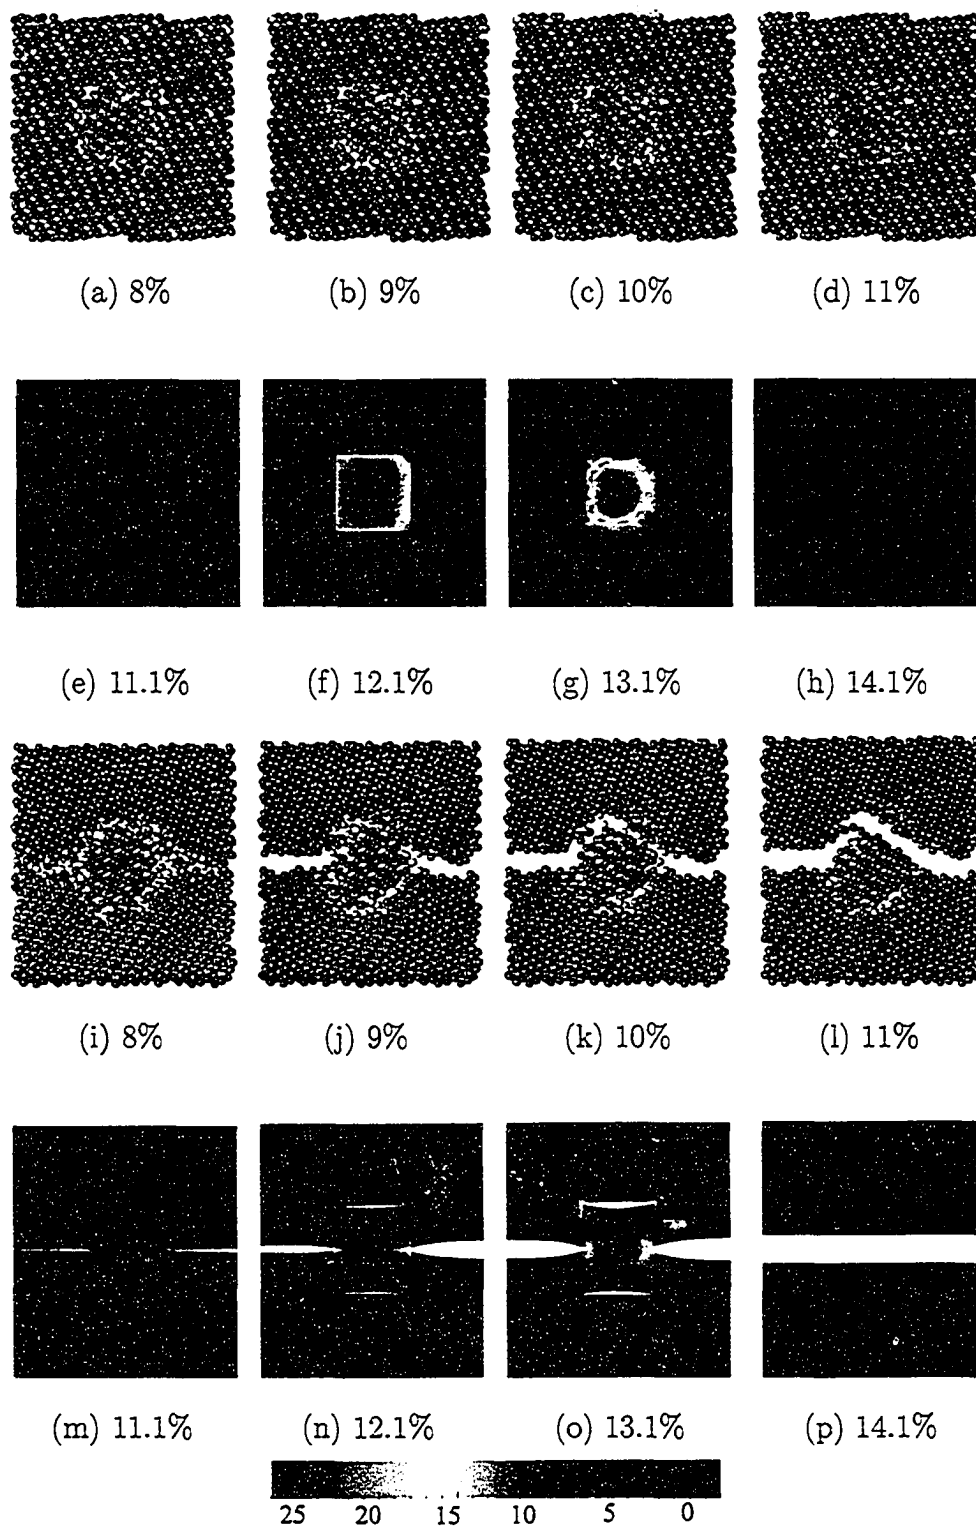 (a) 8% (b) 9% (c) 10% (d) 11%
(e) 11.1% (f) 12.1% (g) 13.1% (h) 14.1%
(i) 8% (j) 9% (k) 10% (l) 11%
(m) 11.1% (n) 12.1% (o) 13.1% (p) 14.1%
25 20 15 10 5 0